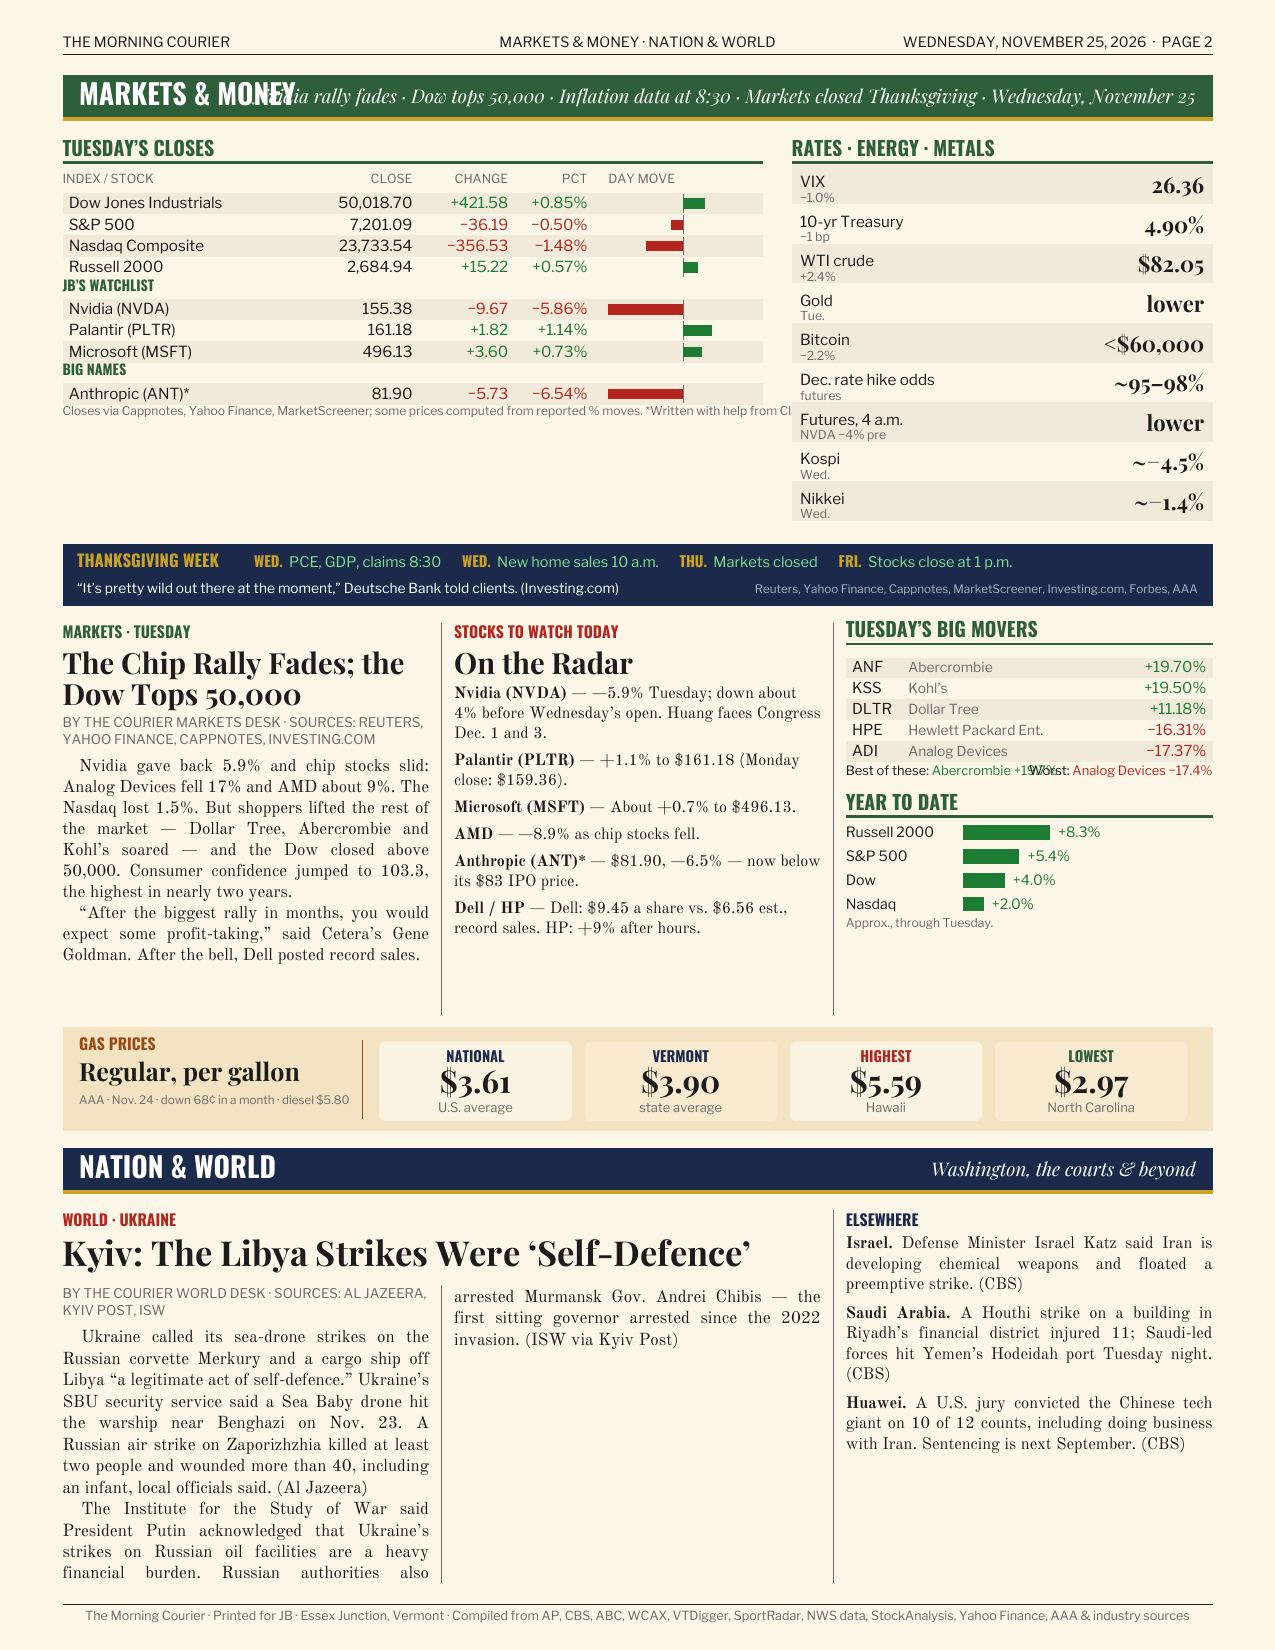 THE MORNING COURIER
MARKETS & MONEY · NATION & WORLD
WEDNESDAY, NOVEMBER 25, 2026 · PAGE 2
MARKETS & MONEY
rally fades · Dow tops 50,000 · Inflation data at 8:30 · Markets closed Thanksgiving · Wednesday, November 25
TUESDAY’S CLOSES
INDEX / STOCK CLOSE CHANGE PCT DAY MOVE
Dow Jones Industrials 50,018.70 +421.58 +0.85%
S&P 500 7,201.09 −36.19 −0.50%
Nasdaq Composite 23,733.54 −356.53 −1.48%
Russell 2000 2,684.94 +15.22 +0.57%
JB’S WATCHLIST
Nvidia (NVDA) 155.38 −9.67 −5.86%
Palantir (PLTR) 161.18 +1.82 +1.14%
Microsoft (MSFT) 496.13 +3.60 +0.73%
BIG NAMES
Anthropic (ANT)* 81.90 −5.73 −6.54%
Closes via Cappnotes, Yahoo Finance, MarketScreener; some prices computed from reported % moves. *Written with help from
RATES · ENERGY · METALS
VIX 26.36
−1.0%
10-yr Treasury 4.90%
−1 bp
WTI crude $82.05
+2.4%
Gold lower
Tue.
Bitcoin <$60,000
−2.2%
Dec. rate hike odds ~95–98%
futures
Futures, 4 a.m. lower
NVDA −4% pre
Kospi ~−4.5%
Wed.
Nikkei ~−1.4%
Wed.
THANKSGIVING WEEK WED. PCE, GDP, claims 8:30 WED. New home sales 10 a.m. THU. Markets closed FRI. Stocks close at 1 p.m.
“It’s pretty wild out there at the moment,” Deutsche Bank told clients. (Investing.com)
Reuters, Yahoo Finance, Cappnotes, MarketScreener, Investing.com, Forbes, AAA
MARKETS · TUESDAY
The Chip Rally Fades; the
Dow Tops 50,000
BY THE COURIER MARKETS DESK · SOURCES: REUTERS,
YAHOO FINANCE, CAPPNOTES, INVESTING.COM
Nvidia gave back 5.9% and chip stocks slid:
Analog Devices fell 17% and AMD about 9%. The
Nasdaq lost 1.5%. But shoppers lifted the rest of
the market — Dollar Tree, Abercrombie and
Kohl’s soared — and the Dow closed above
50,000. Consumer confidence jumped to 103.3,
the highest in nearly two years.
“After the biggest rally in months, you would
expect some profit-taking,” said Cetera’s Gene
Goldman. After the bell, Dell posted record sales.
STOCKS TO WATCH TODAY
On the Radar
Nvidia (NVDA) — −5.9% Tuesday; down about
4% before Wednesday’s open. Huang faces Congress
Dec. 1 and 3.
Palantir (PLTR) — +1.1% to $161.18 (Monday
close: $159.36).
Microsoft (MSFT) — About +0.7% to $496.13.
AMD — −8.9% as chip stocks fell.
Anthropic (ANT)* — $81.90, −6.5% — now below
its $83 IPO price.
Dell / HP — Dell: $9.45 a share vs. $6.56 est.,
record sales. HP: +9% after hours.
TUESDAY’S BIG MOVERS
ANF Abercrombie +19.70%
KSS Kohl’s +19.50%
DLTR Dollar Tree +11.18%
HPE Hewlett Packard Ent. −16.31%
ADI Analog Devices −17.37%
Best of these: Abercrombie +19.7% Worst: Analog Devices −17.4%
YEAR TO DATE
Russell 2000 +8.3%
S&P 500 +5.4%
Dow +4.0%
Nasdaq +2.0%
Approx., through Tuesday.
GAS PRICES
Regular, per gallon
AAA · Nov. 24 · down 68¢ in a month · diesel $5.80
NATIONAL
$3.61
U.S. average
VERMONT
$3.90
state average
HIGHEST
$5.59
Hawaii
LOWEST
$2.97
North Carolina
NATION & WORLD
Washington, the courts & beyond
WORLD · UKRAINE
Kyiv: The Libya Strikes Were ‘Self-Defence’
BY THE COURIER WORLD DESK · SOURCES: AL JAZEERA,
KYIV POST, ISW
Ukraine called its sea-drone strikes on the
Russian corvette Merkury and a cargo ship off
Libya “a legitimate act of self-defence.” Ukraine’s
SBU security service said a Sea Baby drone hit
the warship near Benghazi on Nov. 23. A
Russian air strike on Zaporizhzhia killed at least
two people and wounded more than 40, including
an infant, local officials said. (Al Jazeera)
The Institute for the Study of War said
President Putin acknowledged that Ukraine’s
strikes on Russian oil facilities are a heavy
financial burden. Russian authorities also
arrested Murmansk Gov. Andrei Chibis — the
first sitting governor arrested since the 2022
invasion. (ISW via Kyiv Post)
ELSEWHERE
Israel. Defense Minister Israel Katz said Iran is
developing chemical weapons and floated a
preemptive strike. (CBS)
Saudi Arabia. A Houthi strike on a building in
Riyadh’s financial district injured 11; Saudi-led
forces hit Yemen’s Hodeidah port Tuesday night.
(CBS)
Huawei. A U.S. jury convicted the Chinese tech
giant on 10 of 12 counts, including doing business
with Iran. Sentencing is next September. (CBS)
The Morning Courier · Printed for JB · Essex Junction, Vermont · Compiled from AP, CBS, ABC, WCAX, VTDigger, SportRadar, NWS data, StockAnalysis, Yahoo Finance, AAA & industry sources